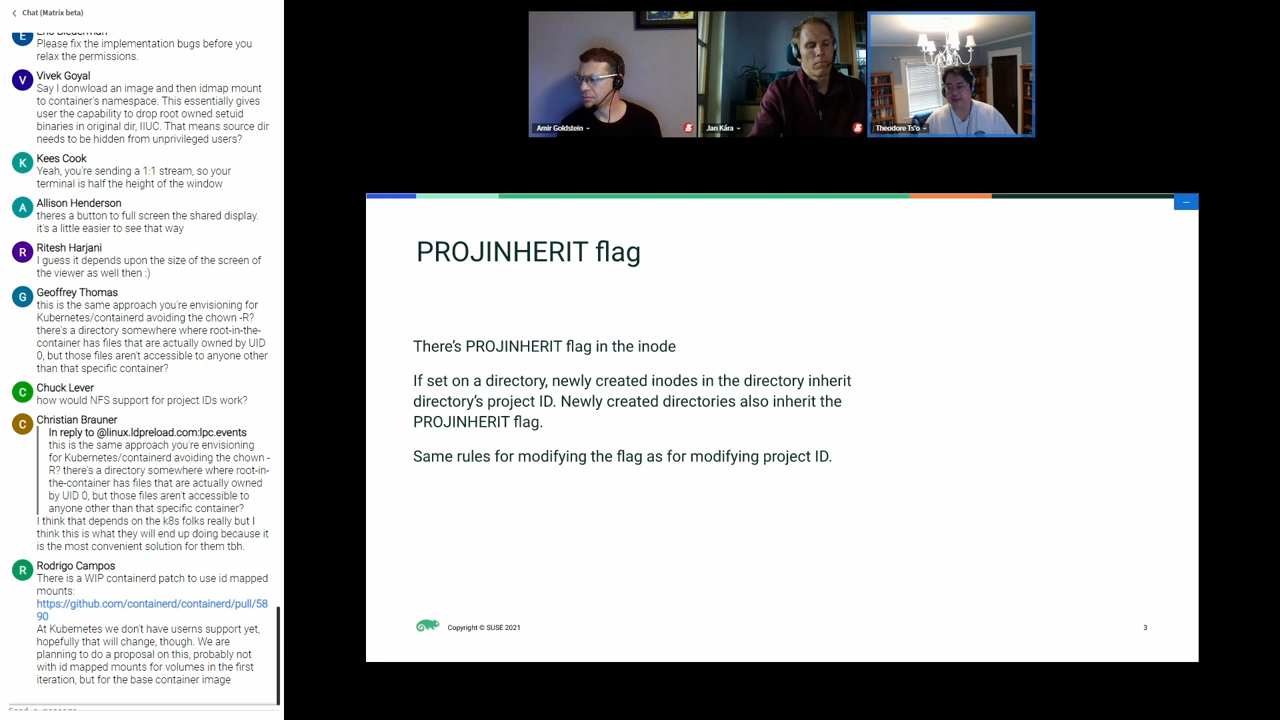 Chat (Matrix beta)
Eric Biederman
Please fix the implementation bugs before you
relax the permissions.
V
Vivek Goyal
Say I donwload an image and then idmap mount
to container's namespace. This essentially gives
user the capability to drop root owned setuid
binaries in original dir, IIUC. That means source dir
needs to be hidden from unprivileged users?
K
Kees Cook
Yeah, you're sending a 1:1 stream, so your
terminal is half the height of the window
A
Allison Henderson
theres a button to full screen the shared display.
it's a little easier to see that way
R
Ritesh Harjani
I guess it depends upon the size of the screen of
the viewer as well then :)
G
Geoffrey Thomas
this is the same approach you're envisioning for
Kubernetes/containerd avoiding the chown -R?
there's a directory somewhere where root-in-the-
container has files that are actually owned by UID
0, but those files aren't accessible to anyone other
than that specific container?
C
Chuck Lever
how would NFS support for project IDs work?
C
Christian Brauner
In reply to @linux.ldpreload.com:lpc.events
this is the same approach you're envisioning
for Kubernetes/containerd avoiding the chown -
R? there's a directory somewhere where root-in-
the-container has files that are actually owned
by UID 0, but those files aren't accessible to
anyone other than that specific container?
I think that depends on the k8s folks really but I
think this is what they will end up doing because it
is the most convenient solution for them tbh.
R
Rodrigo Campos
There is a WIP containerd patch to use id mapped
mounts:
https://github.com/containerd/containerd/pull/58
90
At Kubernetes we don't have userns support yet,
hopefully that will change, though. We are
planning to do a proposal on this, probably not
with id mapped mounts for volumes in the first
iteration, but for the base container image
Send a message
Amir Goldstein
Jan Kára
Theodore Ts'o
PROJINHERIT flag
There's PROJINHERIT flag in the inode
If set on a directory, newly created inodes in the directory inherit
directory's project ID. Newly created directories also inherit the
PROJINHERIT flag.
Same rules for modifying the flag as for modifying project ID.
Copyright © SUSE 2021
3